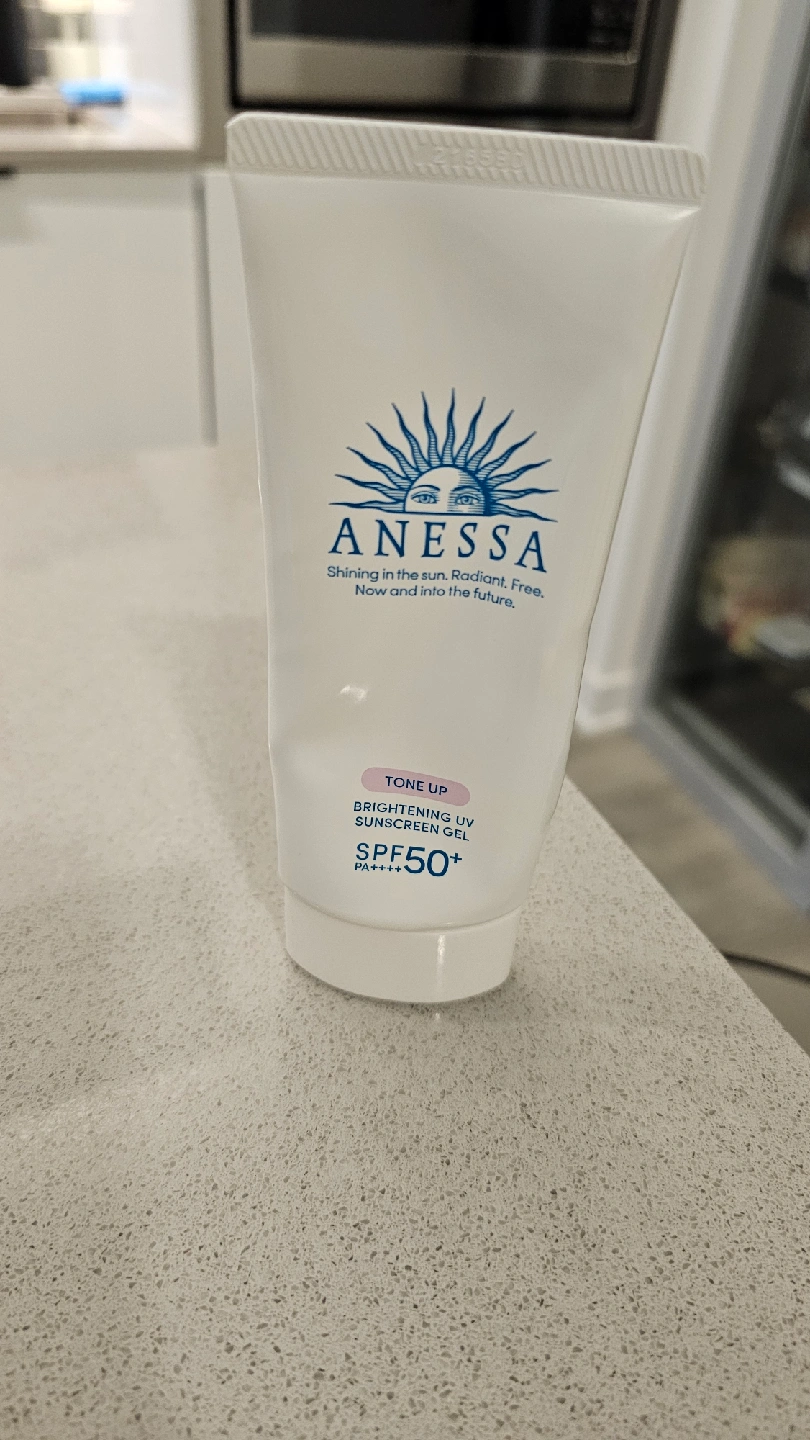 ANESSA
Shining in the sun. Radiant. Free.
Now and into the future.
TONE UP
BRIGHTENING UV
SUNSCREEN GEL
SPF50+
PA++++